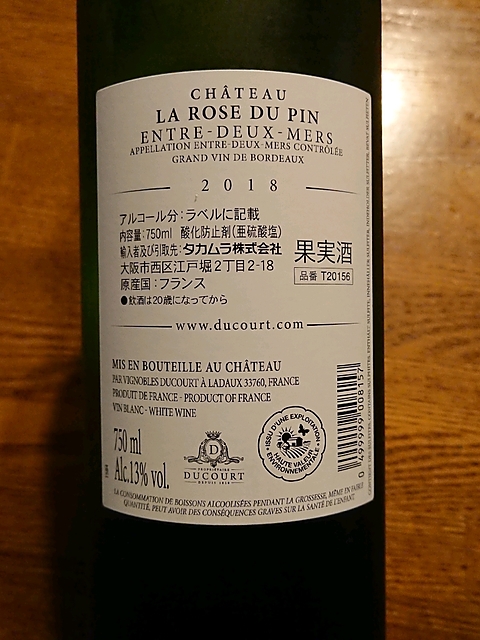 CHÂTEAU
LA ROSE DU PIN
ENTRE-DEUX-MERS
APPELLATION ENTRE-DEUX-MERS CONTRÔLÉE
GRAND VIN DE BORDEAUX
2018
アルコール分：ラベルに記載
内容量：750ml 酸化防止剤(亜硫酸塩)
輸入者及び引取先：タカムラ株式会社
大阪市西区江戸堀2丁目2-18
原産国：フランス
●飲酒は20歳になってから
果実酒
品番 T20156
www.ducourt.com
MIS EN BOUTEILLE AU CHÂTEAU
PAR VIGNOBLES DUCOURT À LADAUX 33760, FRANCE
PRODUIT DE FRANCE - PRODUCT OF FRANCE
VIN BLANC - WHITE WINE
750 ml
Alc.13% vol.
D
PROPRIÉTAIRE
DUCOURT
DEPUIS
ISSU D'UNE EXPLOITATION
HAUTE VALEUR
ENVIRONNEMENTALE
0 499999 008157
LA CONSOMMATION DE BOISSONS ALCOOLISÉES PENDANT LA GROSSESSE, MÊME EN FAIBLE
QUANTITÉ, PEUT AVOIR DES CONSÉQUENCES GRAVES SUR LA SANTÉ DE L'ENFANT.